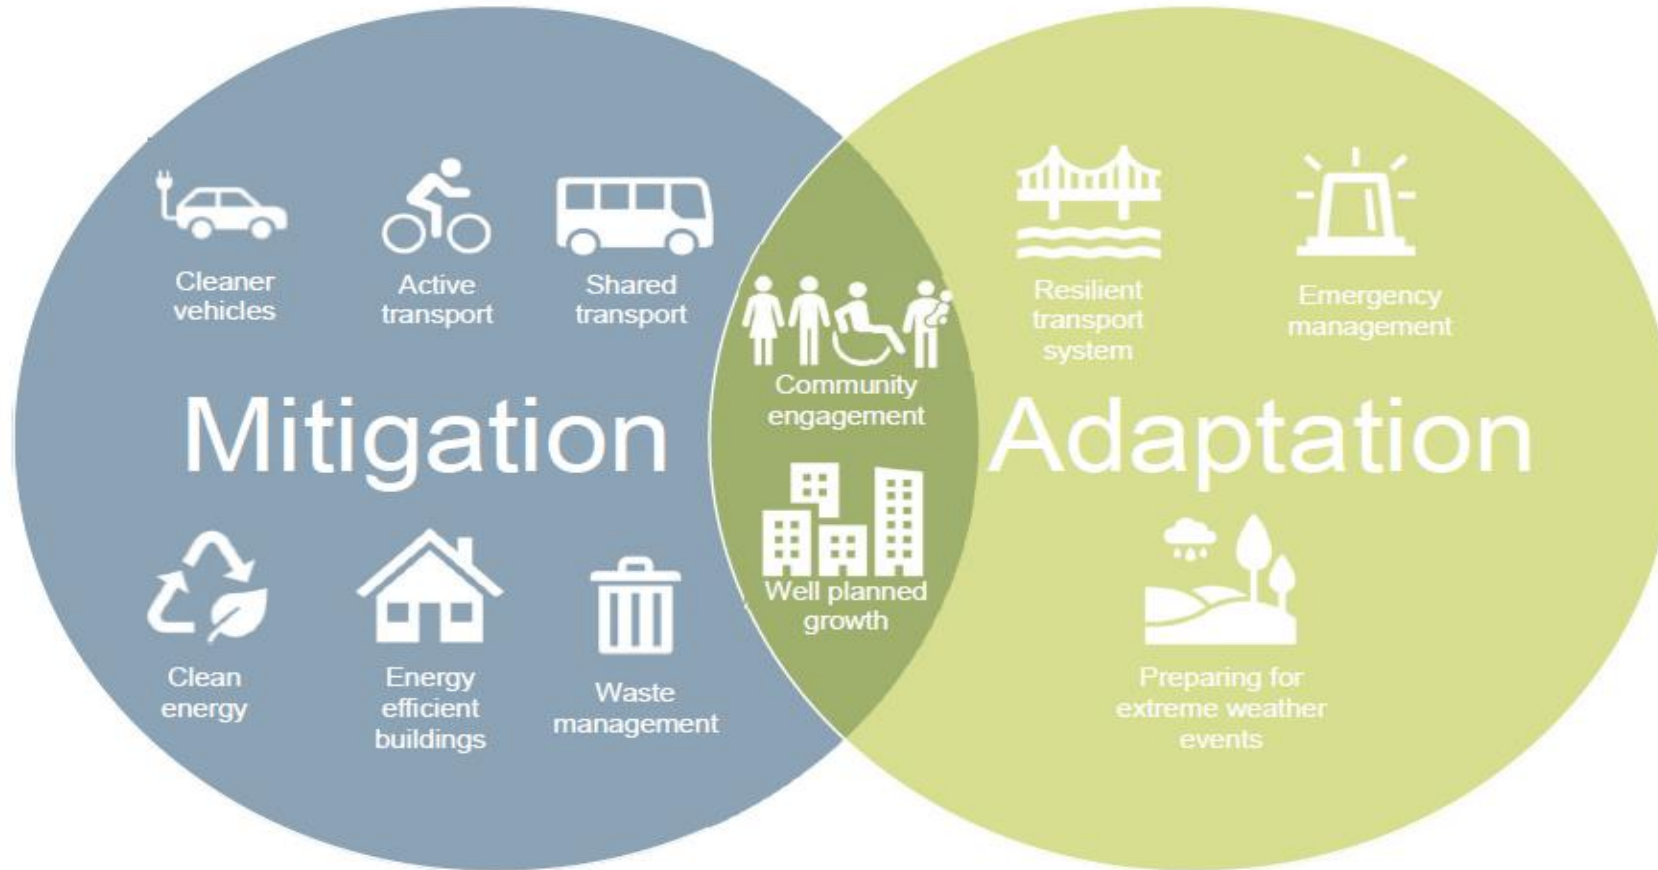 Cleaner
vehicles
Active
transport
Shared
transport
Mitigation
Clean
energy
Energy
efficient
buildings
Waste
management
Community
engagement
Well planned
growth
Resilient
transport
system
Emergency
management
Adaptation
Preparing for
extreme weather
events